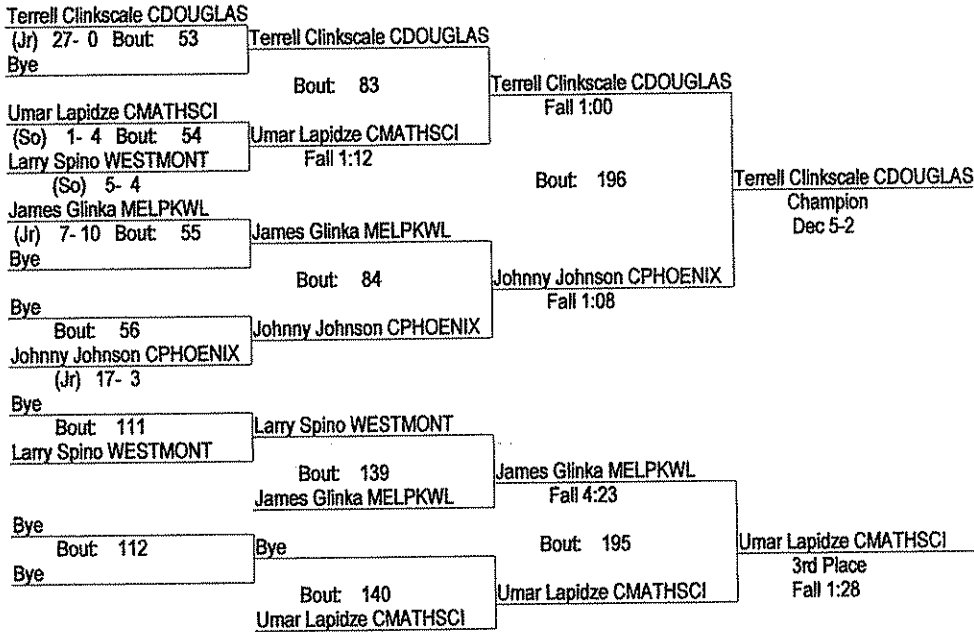 Terrell Clinkscale CDOUGLAS
(Jr) 27- 0 Bout: 53
Bye
Terrell Clinkscale CDOUGLAS
Bout: 83
Umar Lapidze CMATHSCI
(So) 1- 4 Bout: 54
Larry Spino WESTMONT
(So) 5- 4
Umar Lapidze CMATHSCI
Fall 1:12
Terrell Clinkscale CDOUGLAS
Fall 1:00
Bout: 196
James Glinka MELPKWL
(Jr) 7- 10 Bout: 55
Bye
James Glinka MELPKWL
Bout: 84
Bye
Bout: 56
Johnny Johnson CPHOENIX
(Jr) 17- 3
Johnny Johnson CPHOENIX
Johnny Johnson CPHOENIX
Fall 1:08
Terrell Clinkscale CDOUGLAS
Champion
Dec 5-2
Bye
Bout: 111
Larry Spino WESTMONT
Larry Spino WESTMONT
Bout: 139
James Glinka MELPKWL
James Glinka MELPKWL
Fall 4:23
Bout: 195
Bye
Bout: 112
Bye
Bye
Bout: 140
Umar Lapidze CMATHSCI
Umar Lapidze CMATHSCI
Umar Lapidze CMATHSCI
3rd Place
Fall 1:28